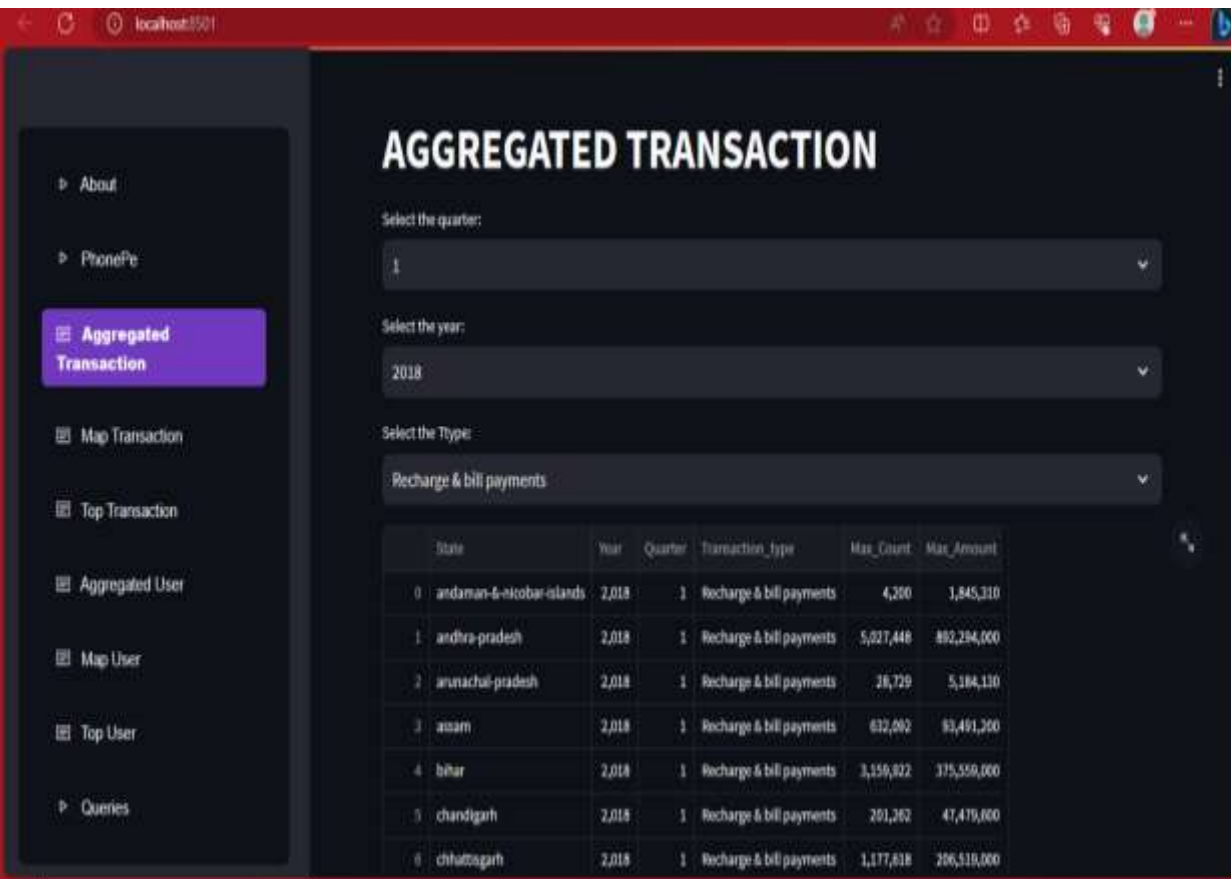 localhost:8501
About
PhonePe
Aggregated
Transaction
Map Transaction
Top Transaction
Aggregated User
Map User
Top User
Queries
AGGREGATED TRANSACTION
Select the quarter:
1
Select the year:
2018
Select the Ttype:
Recharge & bill payments
State Year Quarter Transaction_type Max_Count Max_Amount
0 andaman-&-nicobar-islands 2,018 1 Recharge & bill payments 4,200 1,845,310
1 andhra-pradesh 2,018 1 Recharge & bill payments 5,027,448 892,294,000
2 arunachal-pradesh 2,018 1 Recharge & bill payments 28,729 5,184,130
3 assam 2,018 1 Recharge & bill payments 632,092 93,491,200
4 bihar 2,018 1 Recharge & bill payments 3,159,922 375,559,000
5 chandigarh 2,018 1 Recharge & bill payments 201,262
6 chhattisgarh 2,018 1 Recharge & bill payments 1,177,618 206,519,000